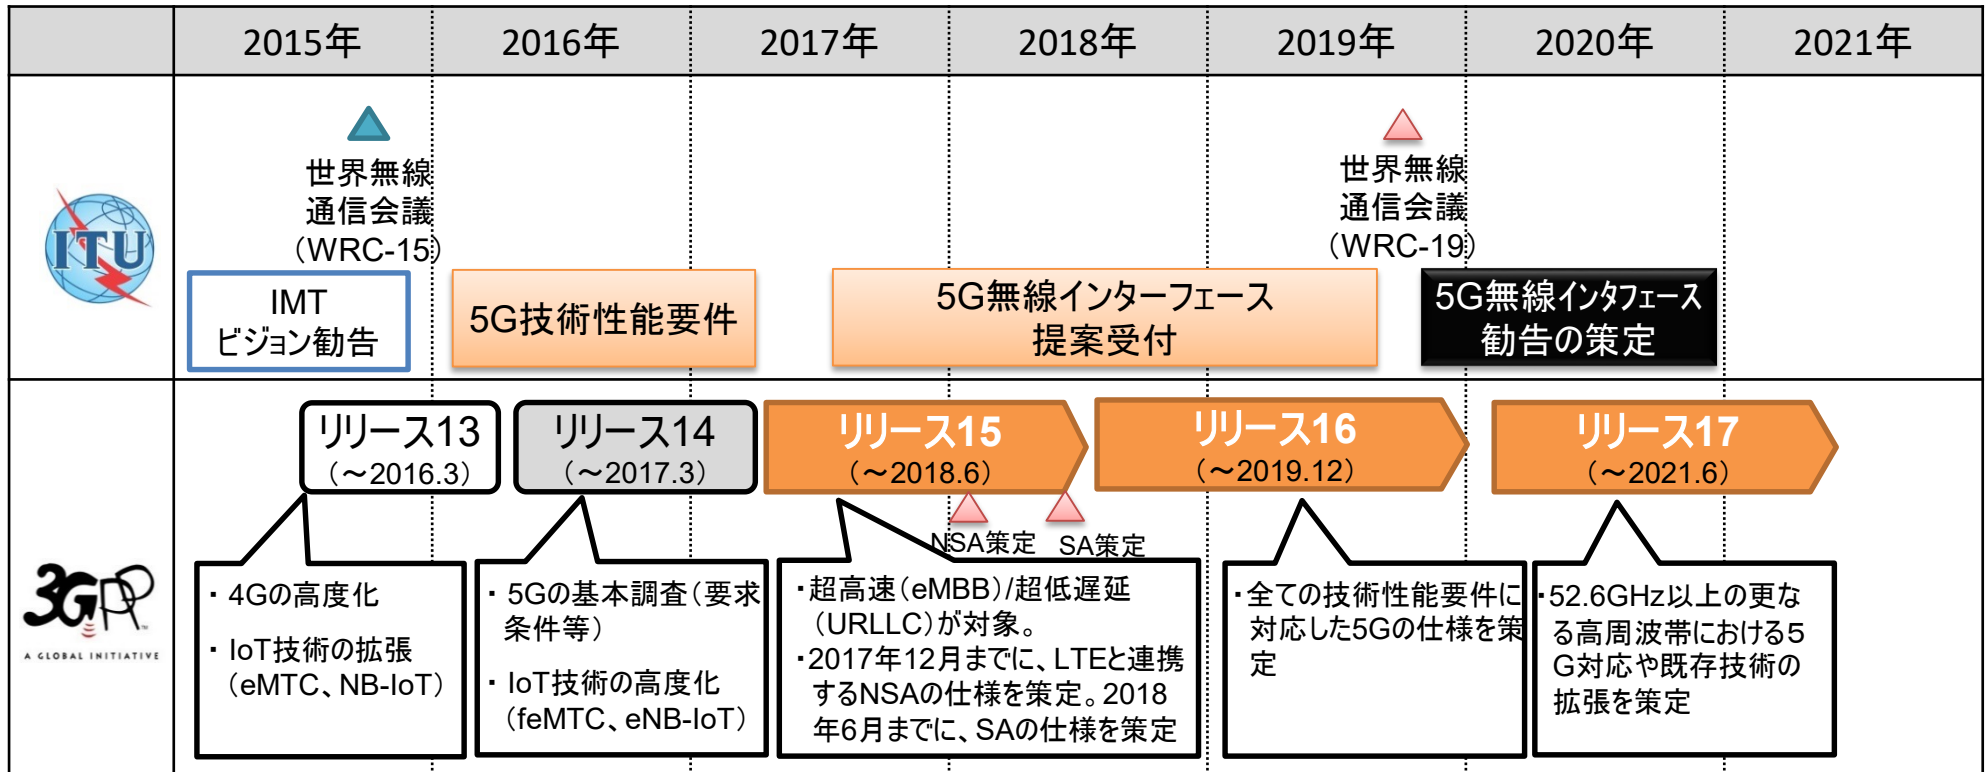 2015年
2016年
2017年
2018年
2019年
2020年
2021年
ITU
世界無線
通信会議
（WRC-15）
世界無線
通信会議
（WRC-19）
IMT
ビジョン勧告
5G技術性能要件
5G無線インターフェース
提案受付
5G無線インタフェース
勧告の策定
3GPP
A GLOBAL INITIATIVE
リリース13
（～2016.3）
リリース14
（～2017.3）
リリース15
（～2018.6）
リリース16
（～2019.12）
リリース17
（～2021.6）
NSA策定
SA策定
・ 4Gの高度化
・ IoT技術の拡張
（eMTC、NB-IoT）
・ 5Gの基本調査（要求
条件等）
・ IoT技術の高度化
（feMTC、eNB-IoT）
・超高速（eMBB）/超低遅延
（URLLC）が対象。
・2017年12月までに、LTEと連携
するNSAの仕様を策定。2018
年6月までに、SAの仕様を策定
・全ての技術性能要件に
対応した5Gの仕様を策
定
・52.6GHz以上の更な
る高周波帯における５
G対応や既存技術の
拡張を策定